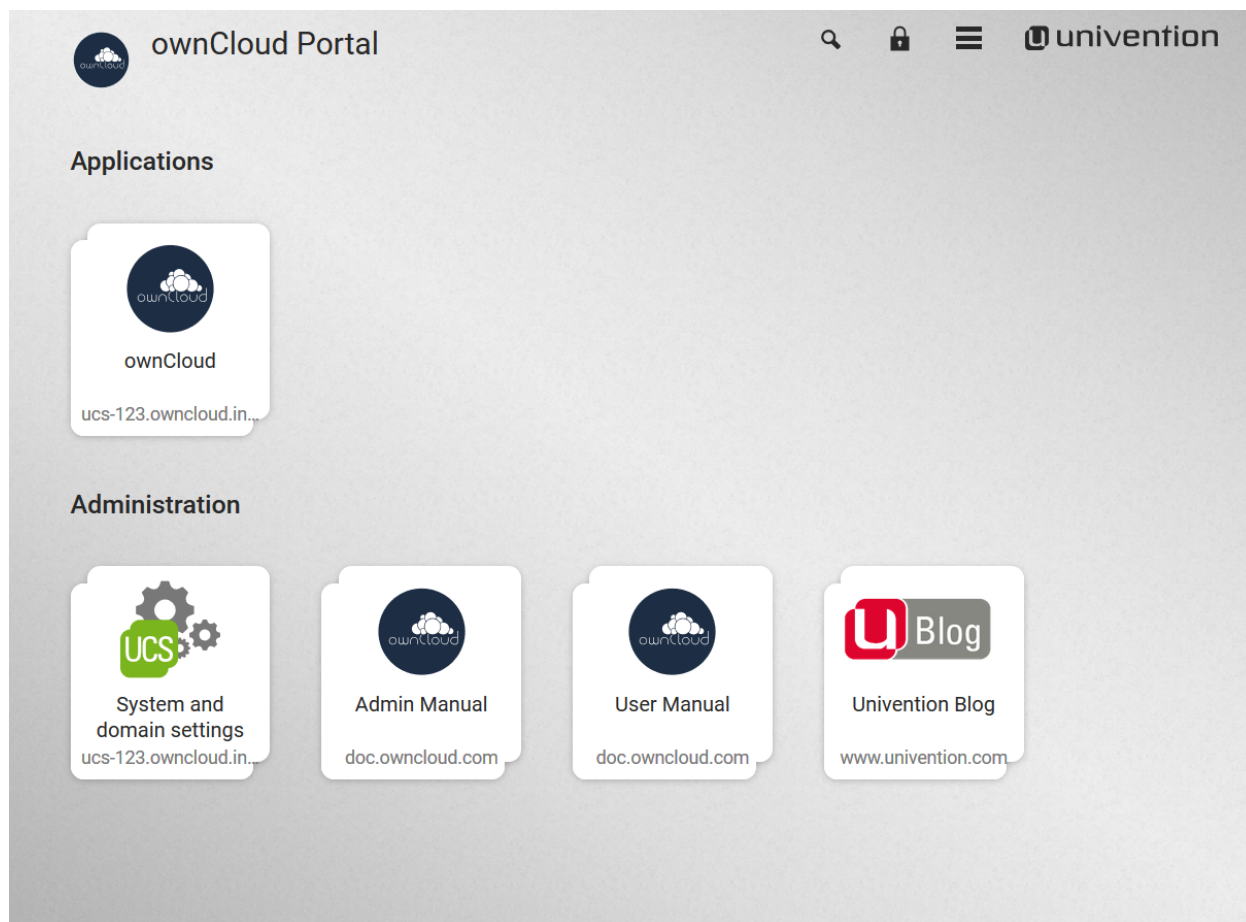 ownCloud
ownCloud Portal
univention
Applications
ownCloud
ownCloud
ucs-123.owncloud.in...
Administration
UCS
System and
domain settings
ucs-123.owncloud.in...
ownCloud
Admin Manual
doc.owncloud.com
ownCloud
User Manual
doc.owncloud.com
u Blog
Univention Blog
www.univention.com